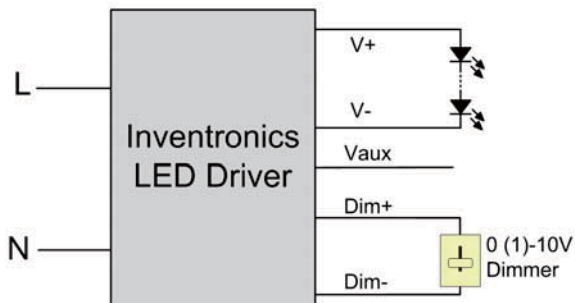 L
N
Inventronics
LED Driver
V+
V-
Vaux
Dim+
Dim-
0 (1)-10V
Dimmer